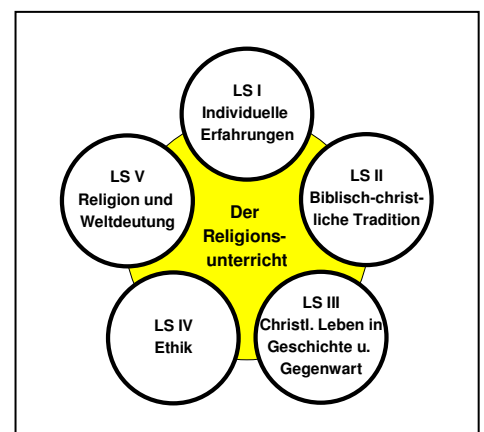 LS I
Individuelle
Erfahrungen
LS II
Biblisch-christ-
liche Tradition
LS III
Christl. Leben in
Geschichte u.
Gegenwart
LS IV
Ethik
LS V
Religion und
Weltdeutung
Der
Religions-
unterricht